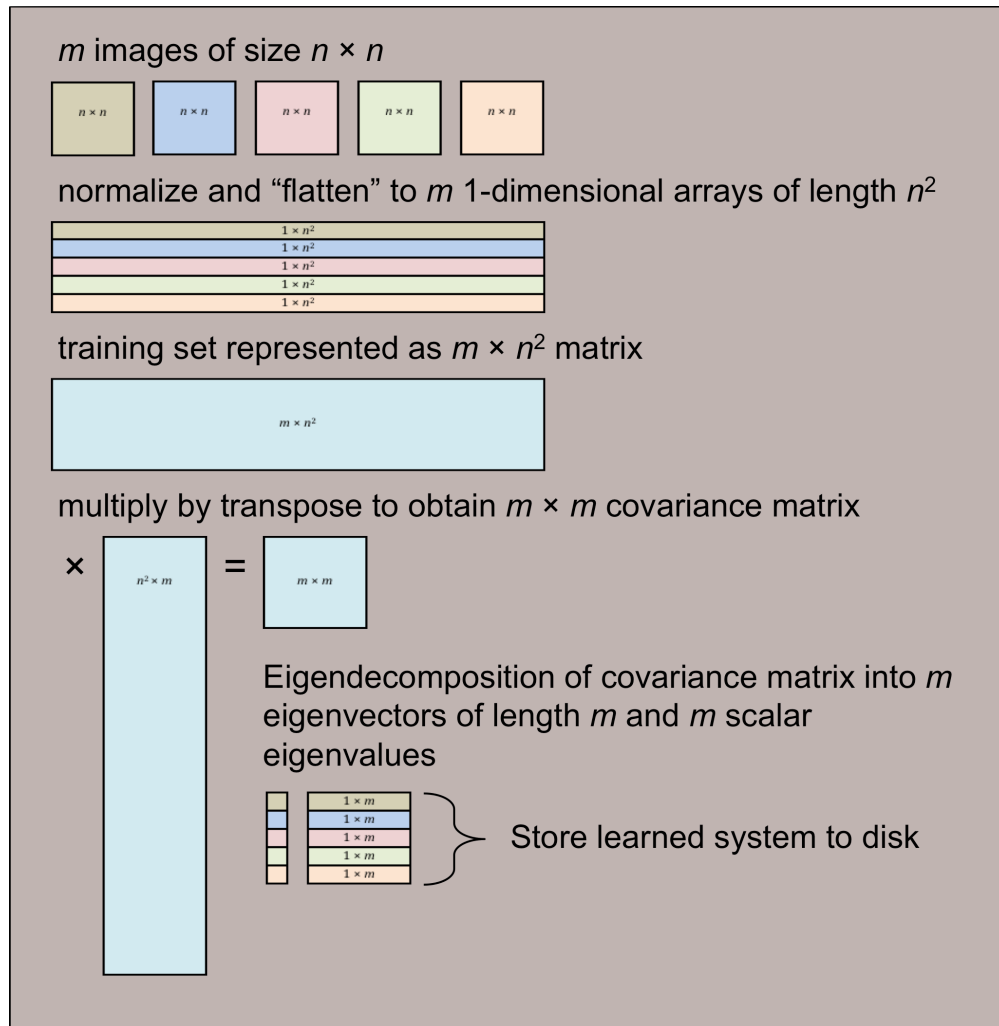 m images of size n × n
n × n n × n n × n n × n n × n
normalize and “flatten” to m 1-dimensional arrays of length n²
1 × n²
1 × n²
1 × n²
1 × n²
1 × n²
training set represented as m × n² matrix
m × n²
multiply by transpose to obtain m × m covariance matrix
× n² × m = m × m
Eigendecomposition of covariance matrix into m
eigenvectors of length m and m scalar
eigenvalues
1 × m
1 × m
1 × m
1 × m
1 × m
Store learned system to disk